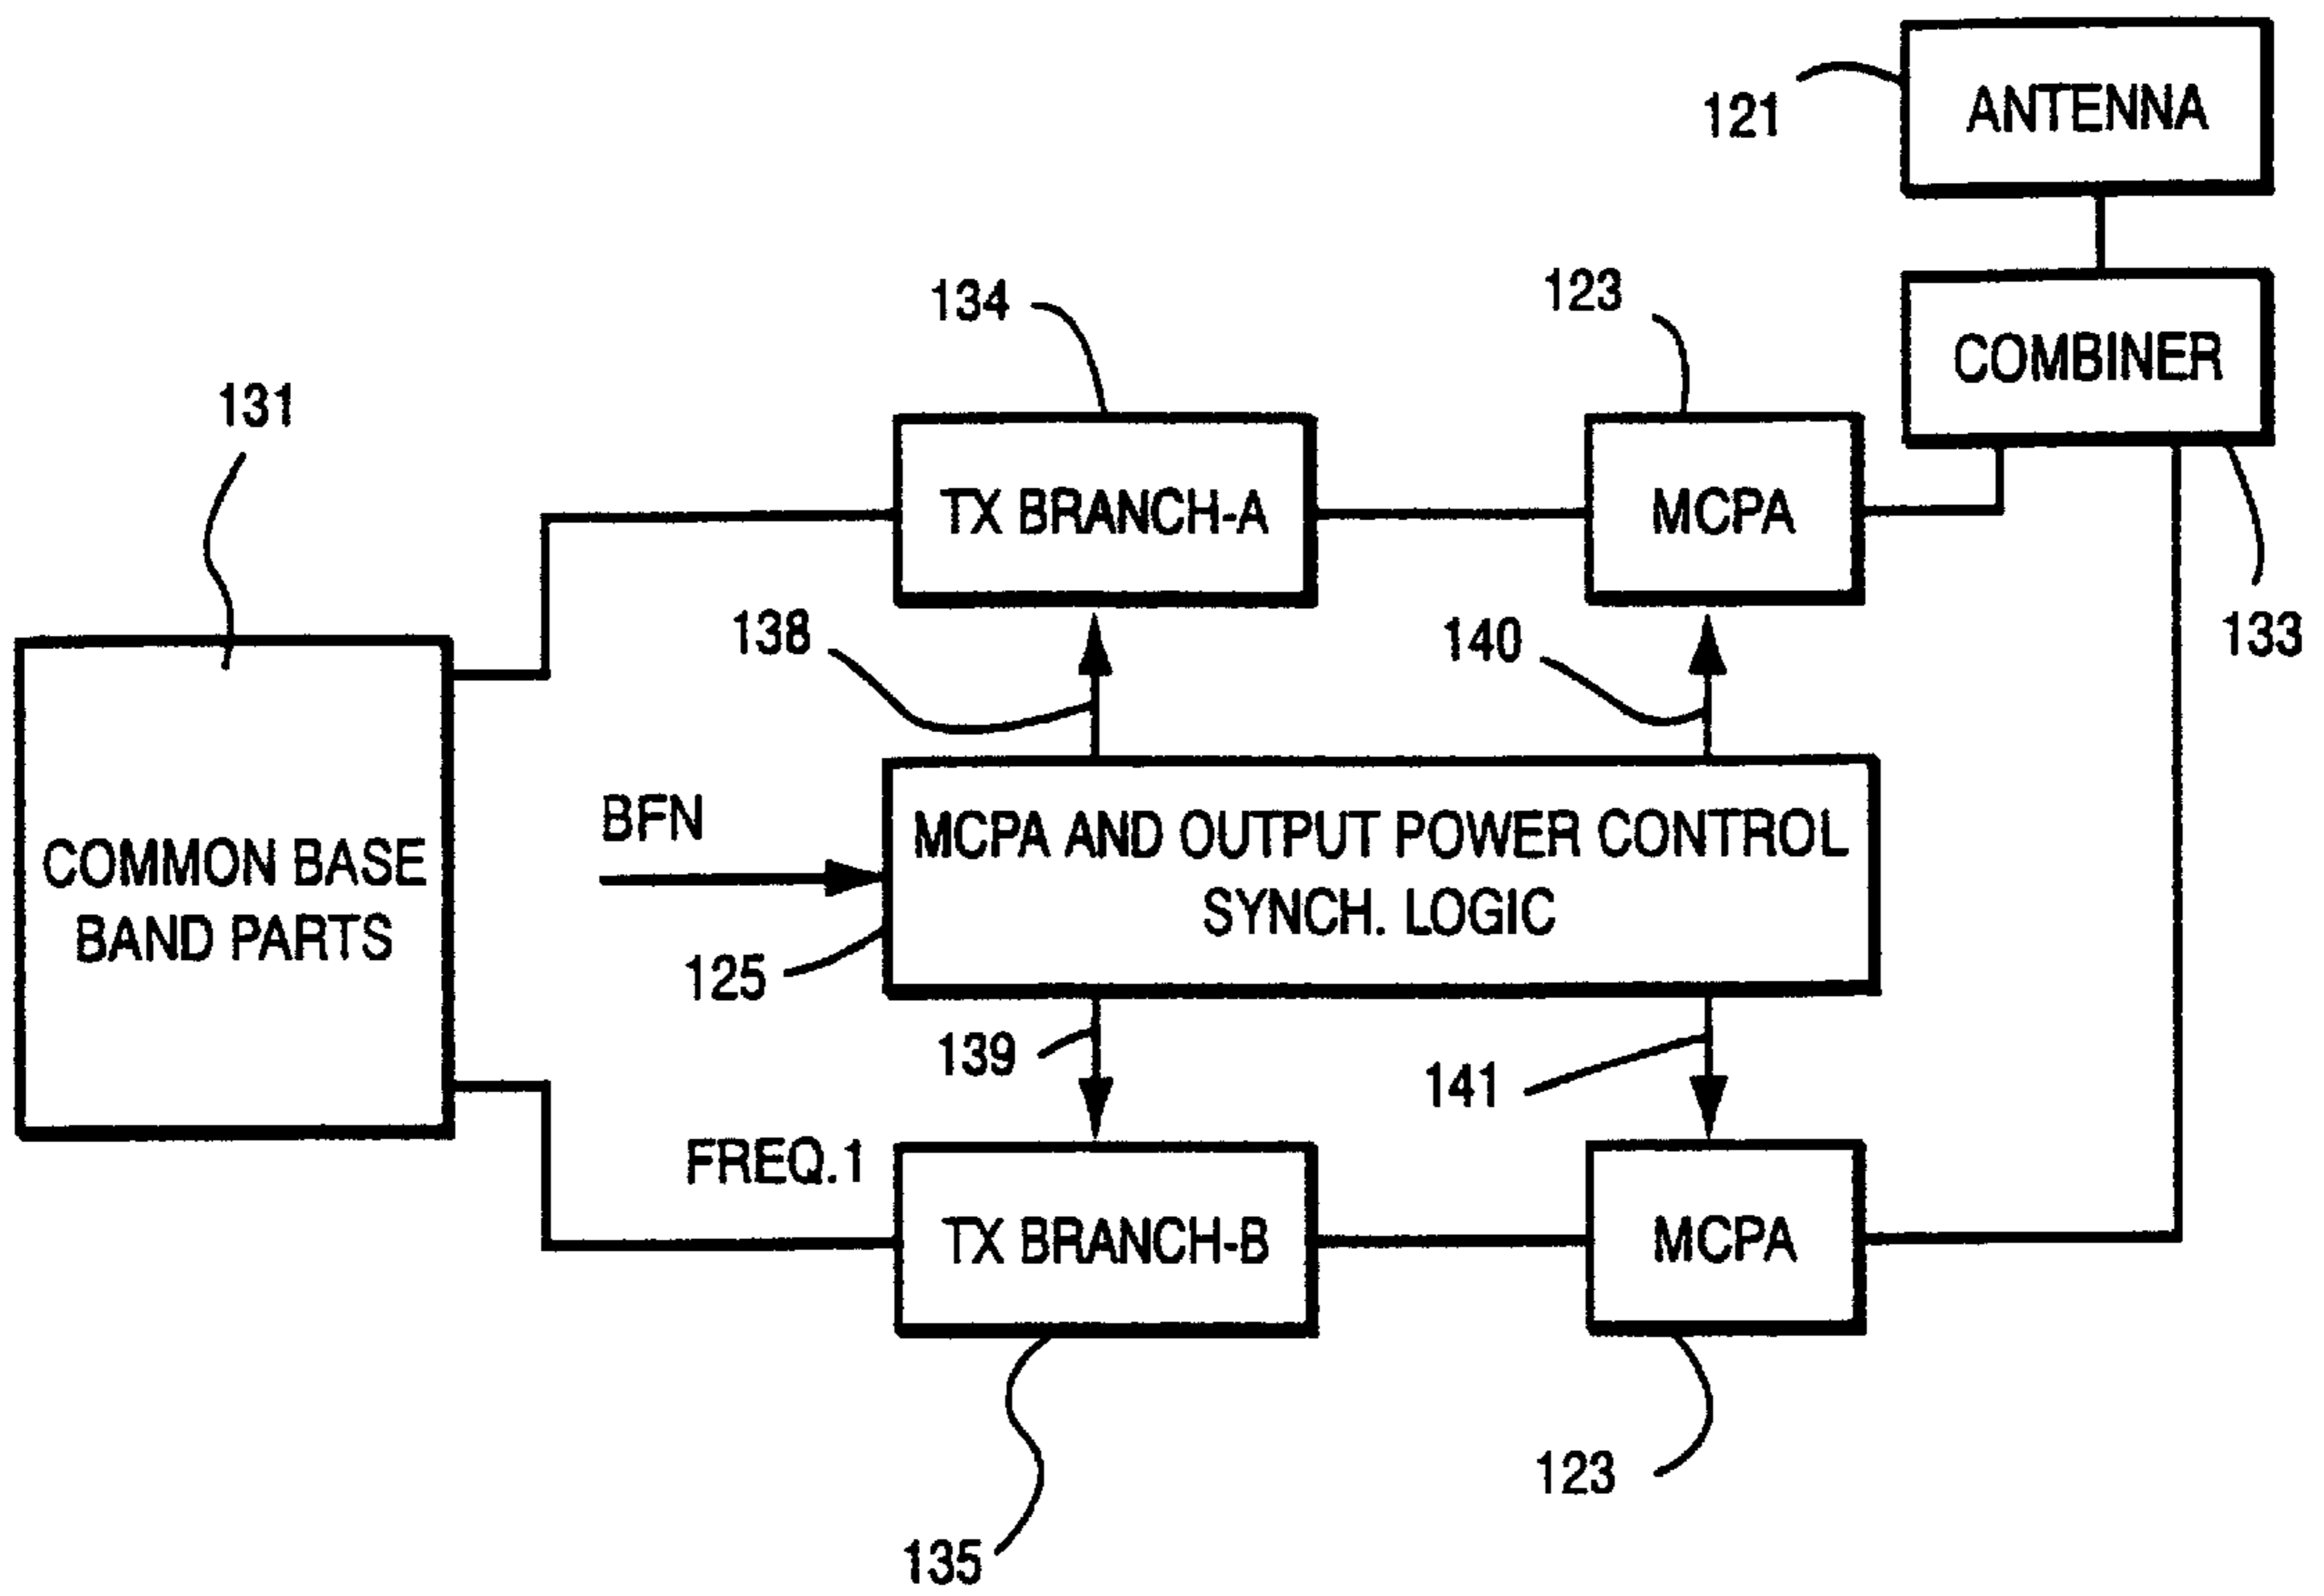 ANTENNA
121
134
123
COMBINER
131
TX BRANCH-A
MCPA
138
140
133
BFN
MCPA AND OUTPUT POWER CONTROL
SYNCH. LOGIC
COMMON BASE
BAND PARTS
125
139
141
FREQ.1
TX BRANCH-B
MCPA
123
135